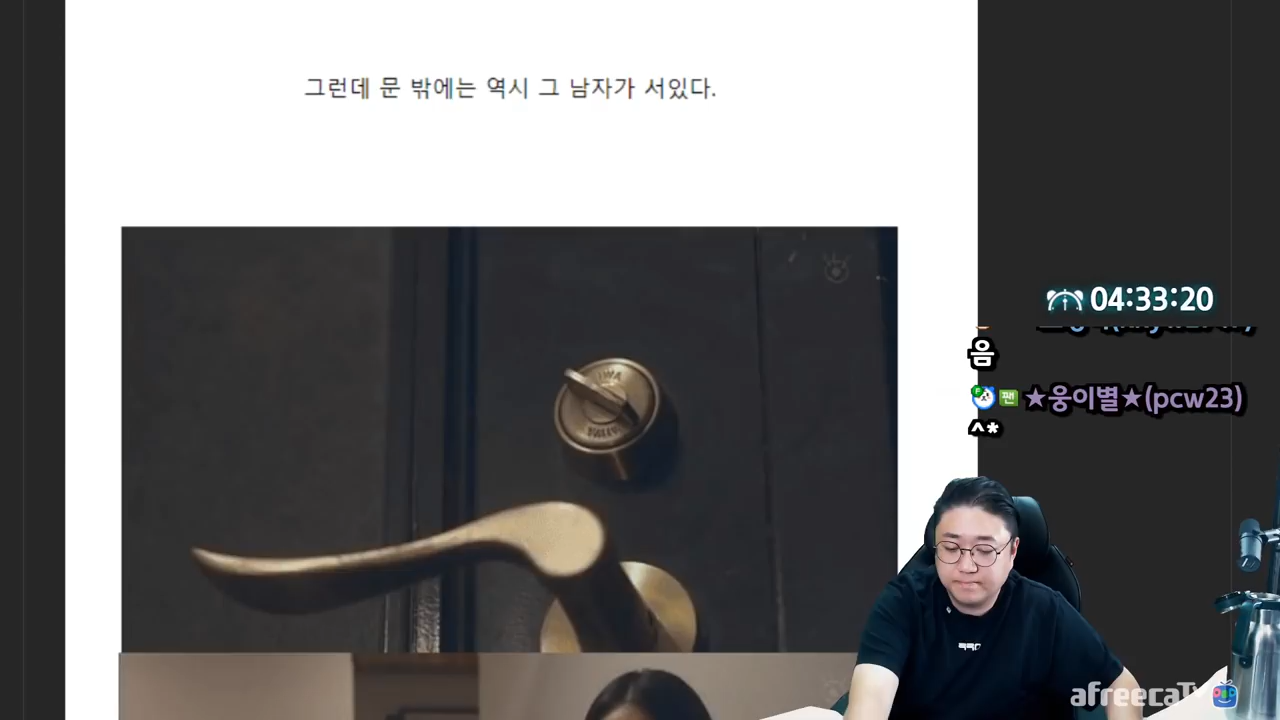 그런데 문 밖에는 역시 그 남자가 서있다.
04:33:20
음
짼 ★웅이별★(pcw23)
^*
afreecaTV